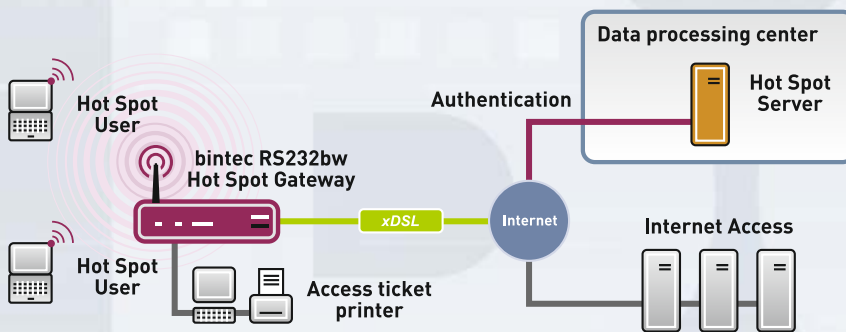 Data processing center
Hot Spot
Server
Authentication
Hot Spot
User
bintec RS232bw
Hot Spot Gateway
xDSL
Internet
Internet Access
Hot Spot
User
Access ticket
printer